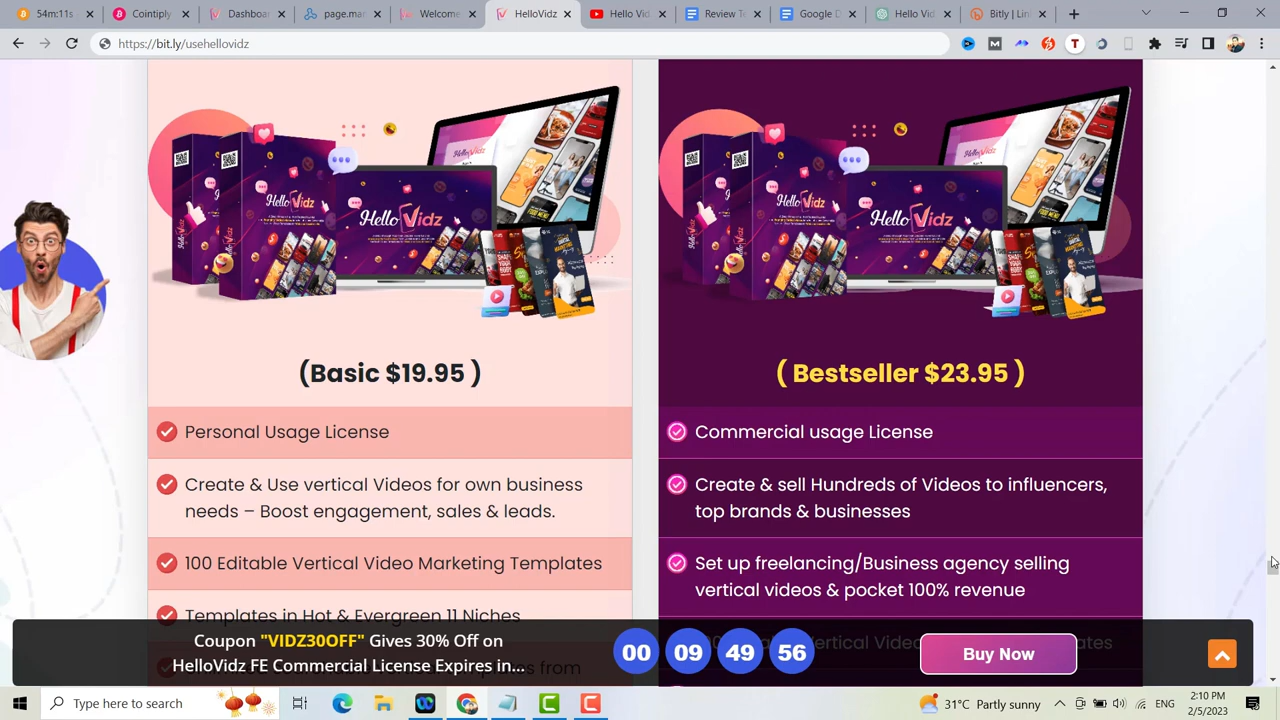 54m:11s
Cointiply
Dashboar
page.mar
Welcome
HelloVidz
Hello Vid
Review Te
Google D
Hello Vid
Bitly | Lin
https://bit.ly/usehellovidz
HelloVidz
HelloVidz
HelloVidz
HelloVidz
(Basic $19.95 )
( Bestseller $23.95 )
Personal Usage License
Commercial usage License
Create & Use vertical Videos for own business
needs – Boost engagement, sales & leads.
Create & sell Hundreds of Videos to influencers,
top brands & businesses
100 Editable Vertical Video Marketing Templates
Set up freelancing/Business agency selling
vertical videos & pocket 100% revenue
Templates in Hot & Evergreen 11 Niches
Coupon "VIDZ30OFF" Gives 30% Off on
HelloVidz FE Commercial License Expires in...
00
09
49
56
Buy Now
Type here to search
31°C Partly sunny
ENG
2:10 PM
2/5/2023